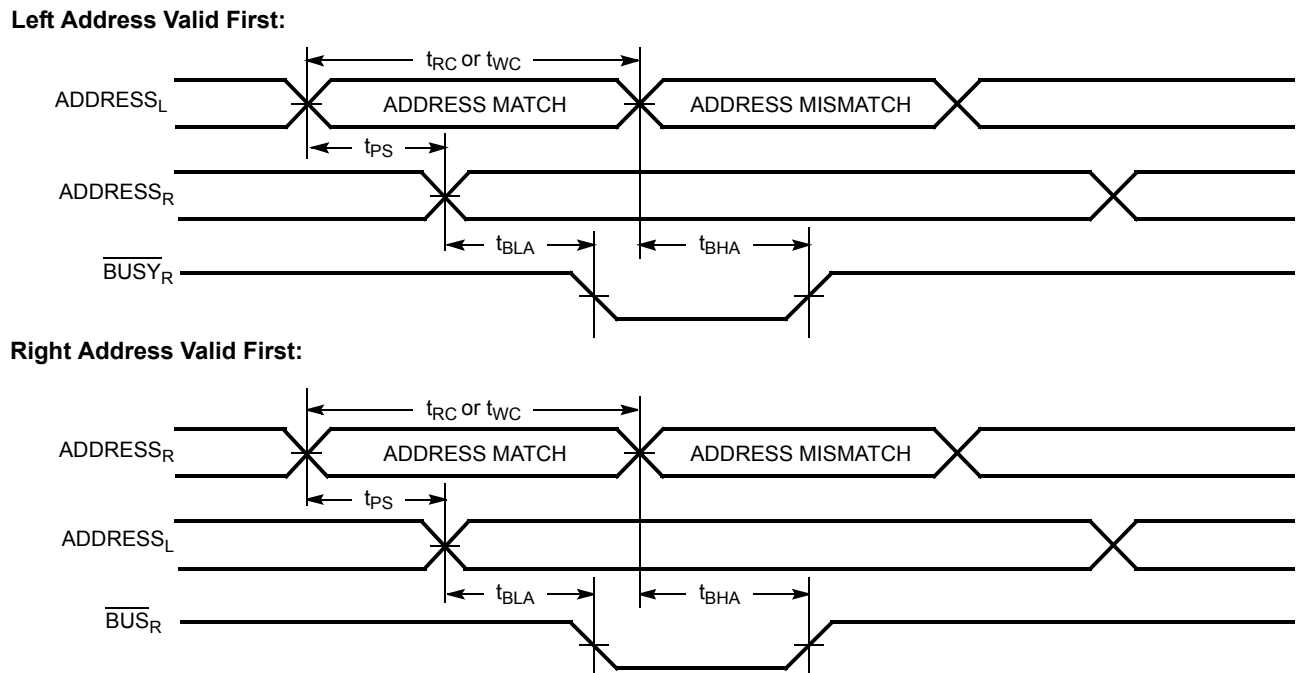 Left Address Valid First:
tRC or tWC
ADDRESSL
ADDRESS MATCH
ADDRESS MISMATCH
tPS
ADDRESSR
tBLA
tBHA
BUSYR
Right Address Valid First:
tRC or tWC
ADDRESSR
ADDRESS MATCH
ADDRESS MISMATCH
tPS
ADDRESSL
tBLA
tBHA
BUSR